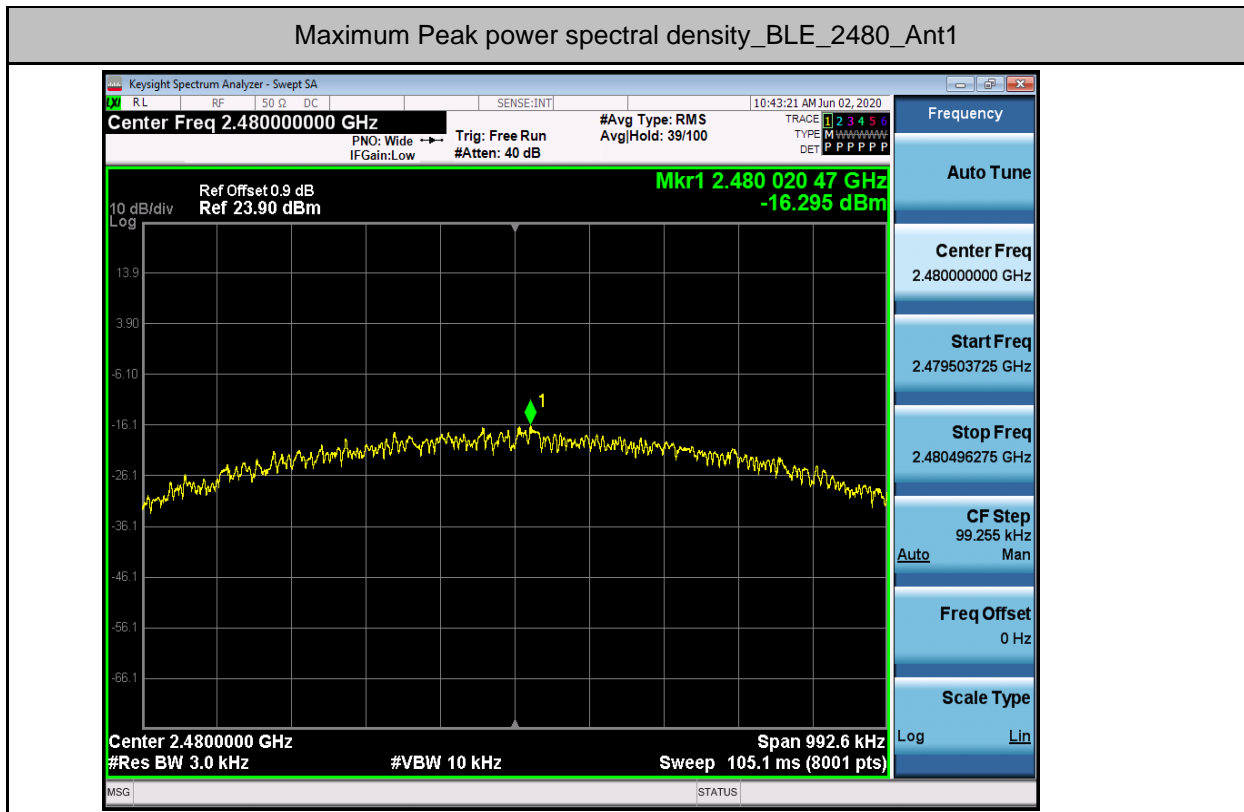 Maximum Peak power spectral density_BLE_2480_Ant1
Keysight Spectrum Analyzer - Swept SA
LXI RL RF 50 Ω DC SENSE:INT 10:43:21 AM Jun 02, 2020
Center Freq 2.480000000 GHz
PNO: Wide
IFGain:Low
Trig: Free Run
#Atten: 40 dB
#Avg Type: RMS
Avg|Hold: 39/100
TRACE 1 2 3 4 5 6
TYPE M WWWWW
DET P P P P P P
Ref Offset 0.9 dB
10 dB/div Ref 23.90 dBm
Log
Mkr1 2.480 020 47 GHz
-16.295 dBm
13.9
3.90
-6.10
-16.1
-26.1
-36.1
-46.1
-56.1
-66.1
1
Center 2.4800000 GHz Span 992.6 kHz
#Res BW 3.0 kHz #VBW 10 kHz Sweep 105.1 ms (8001 pts)
MSG STATUS
Frequency
Auto Tune
Center Freq
2.480000000 GHz
Start Freq
2.479503725 GHz
Stop Freq
2.480496275 GHz
CF Step
99.255 kHz
Auto Man
Freq Offset
0 Hz
Scale Type
Log Lin